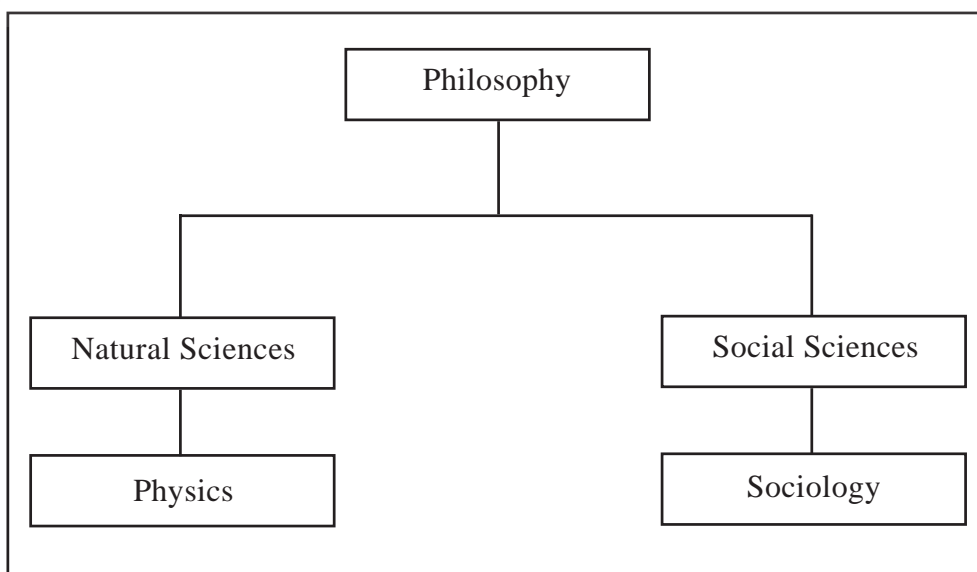 Philosophy
Natural Sciences
Social Sciences
Physics
Sociology